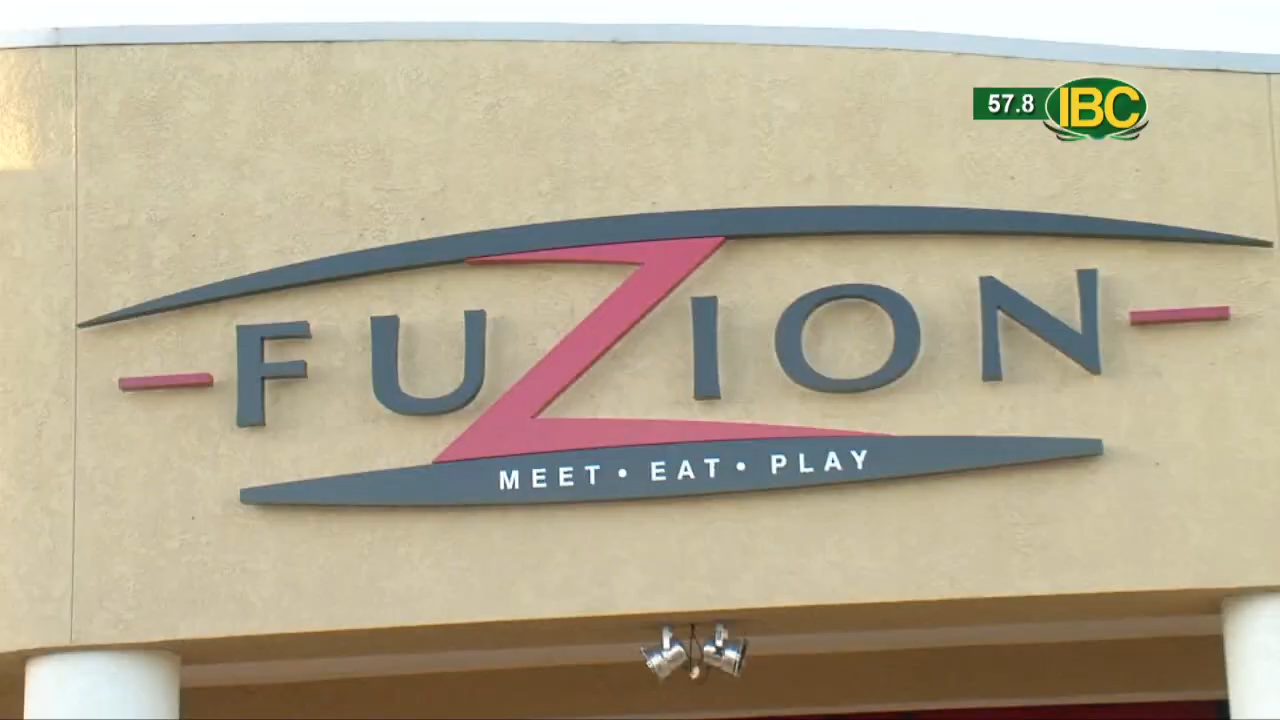 57.8 IBC
FUZION
MEET • EAT • PLAY